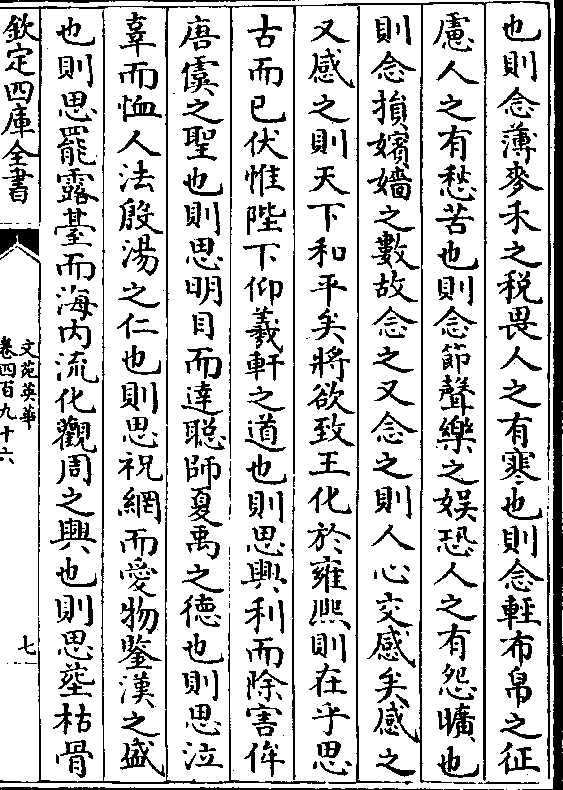 也則念薄麥禾之税畏人之有寒也則念輕布帛之征
慮人之有愁苦也則念節聲樂之娱恐人之有怨曠也
則念損嬪嬙之數故念之又念之則人心交感矣感之
又感之則天下和平矣將欲致王化於雍熈則在乎思
古而已伏惟陛下仰羲軒之道也則思興利而除害侔
唐虞之聖也則思明目而達聰師夏禹之德也則思泣
辜而恤人法殷湯之仁也則思祝網而愛物鑒漢之盛
也則思罷露臺而海内流化觀周之興也則思塟枯骨
欽定四庫全書
文苑英華
卷四百九十六
七